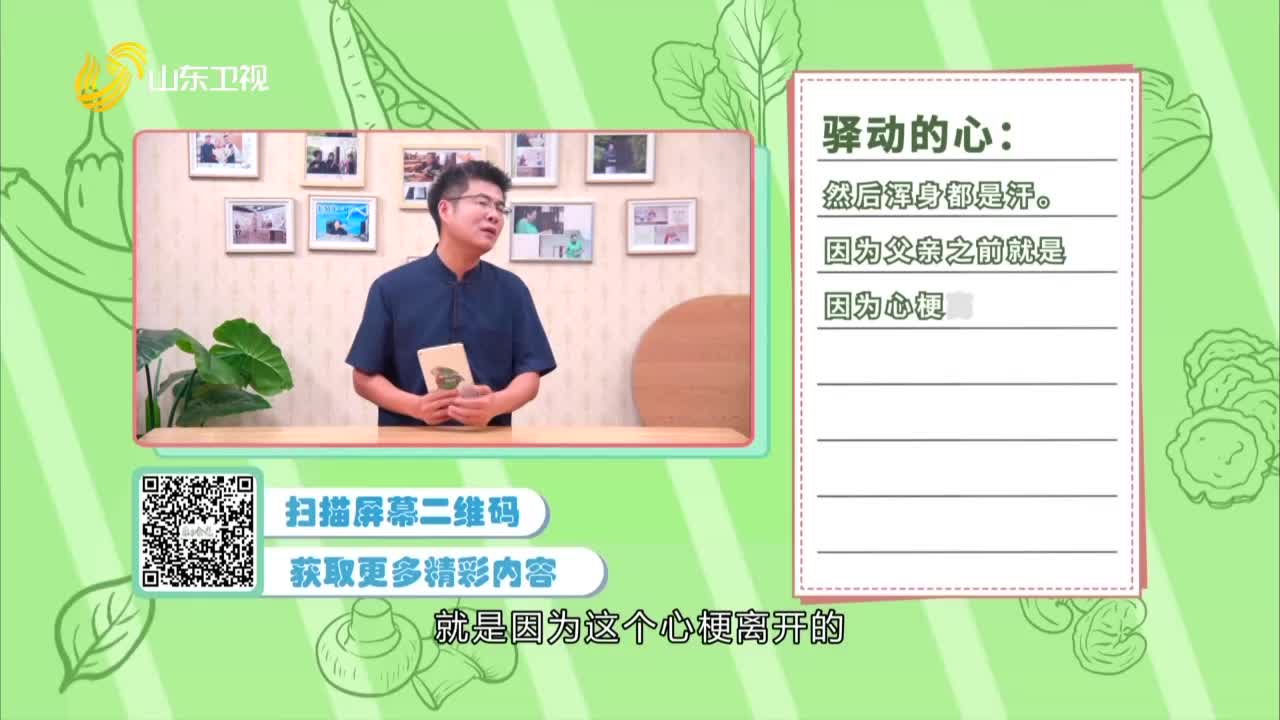 山东卫视
驿动的心：
然后浑身都是汗。
因为父亲之前就是
因为心梗
扫描屏幕二维码
获取更多精彩内容
就是因为这个心梗离开的